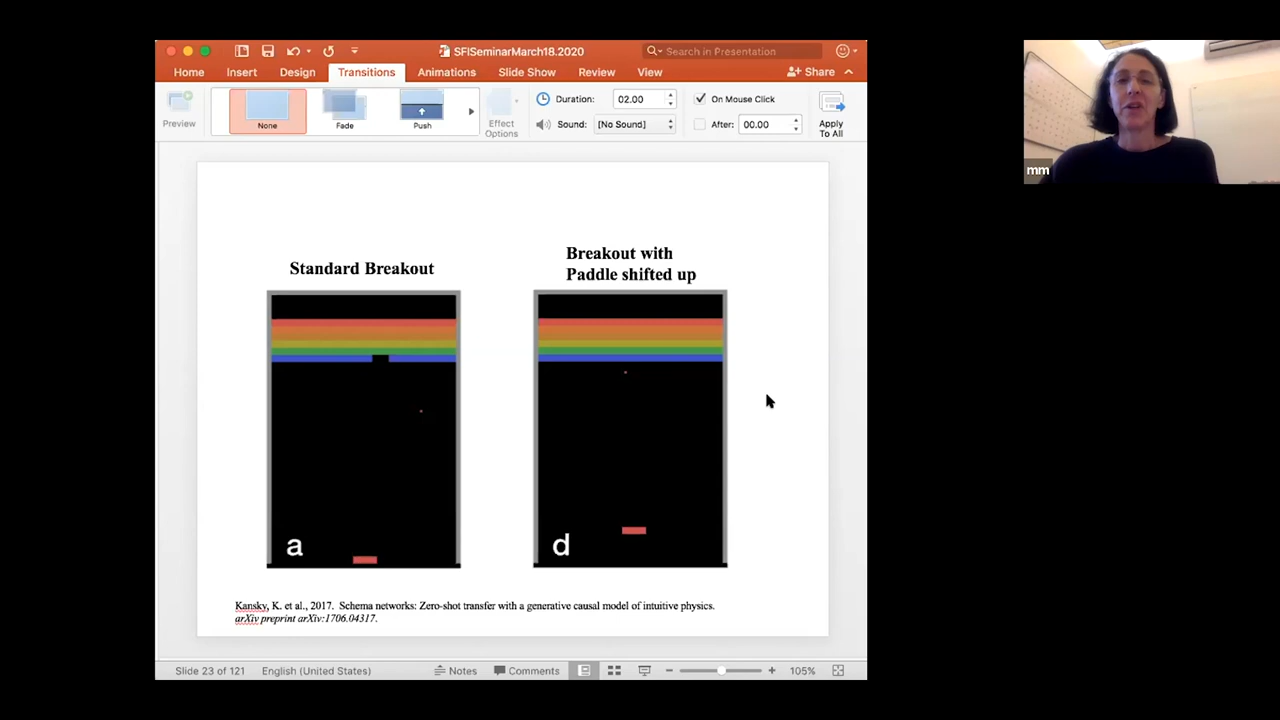 SFISeminarMarch18.2020
Search in Presentation
Home Insert Design Transitions Animations Slide Show Review View Share
Preview
None
Fade
Push
Effect
Options
Duration: 02.00
Sound: [No Sound]
On Mouse Click
After: 00.00
Apply
To All
mm
Standard Breakout
Breakout with
Paddle shifted up
a
d
Kansky, K. et al., 2017. Schema networks: Zero-shot transfer with a generative causal model of intuitive physics.
arXiv preprint arXiv:1706.04317.
Slide 23 of 121 English (United States) Notes Comments 105%